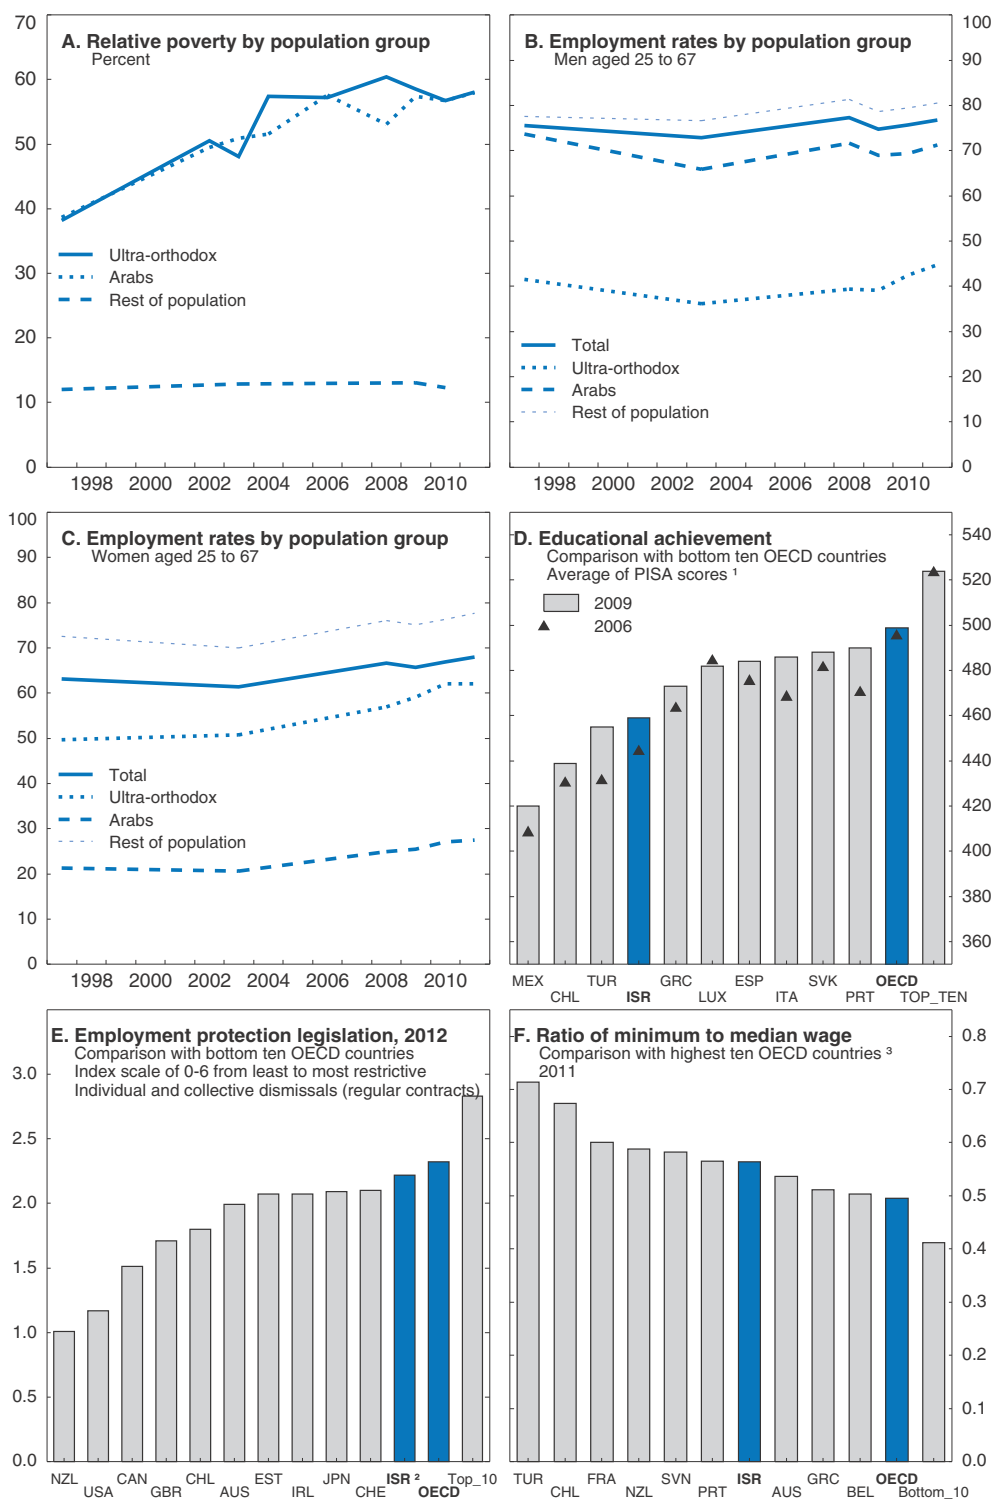 A. Relative poverty by population group
Percent
70
60
50
40
30
20
10
0
Ultra-orthodox
Arabs
Rest of population
1998 2000 2002 2004 2006 2008 2010
B. Employment rates by population group
Men aged 25 to 67
100
90
80
70
60
50
40
30
20
10
0
Total
Ultra-orthodox
Arabs
Rest of population
1998 2000 2002 2004 2006 2008 2010
C. Employment rates by population group
Women aged 25 to 67
100
90
80
70
60
50
40
30
20
10
0
Total
Ultra-orthodox
Arabs
Rest of population
1998 2000 2002 2004 2006 2008 2010
D. Educational achievement
Comparison with bottom ten OECD countries
Average of PISA scores ¹
2009
2006
540
520
500
480
460
440
420
400
380
360
MEX TUR GRC ESP SVK OECD
CHL ISR LUX ITA PRT TOP_TEN
E. Employment protection legislation, 2012
Comparison with bottom ten OECD countries
Index scale of 0-6 from least to most restrictive
Individual and collective dismissals (regular contracts)
3.0
2.5
2.0
1.5
1.0
0.5
0.0
NZL CAN CHL EST JPN ISR ² Top_10
USA GBR AUS IRL CHE OECD
F. Ratio of minimum to median wage
Comparison with highest ten OECD countries ³
2011
0.8
0.7
0.6
0.5
0.4
0.3
0.2
0.1
0.0
TUR FRA SVN ISR GRC OECD
CHL NZL PRT AUS BEL Bottom_10